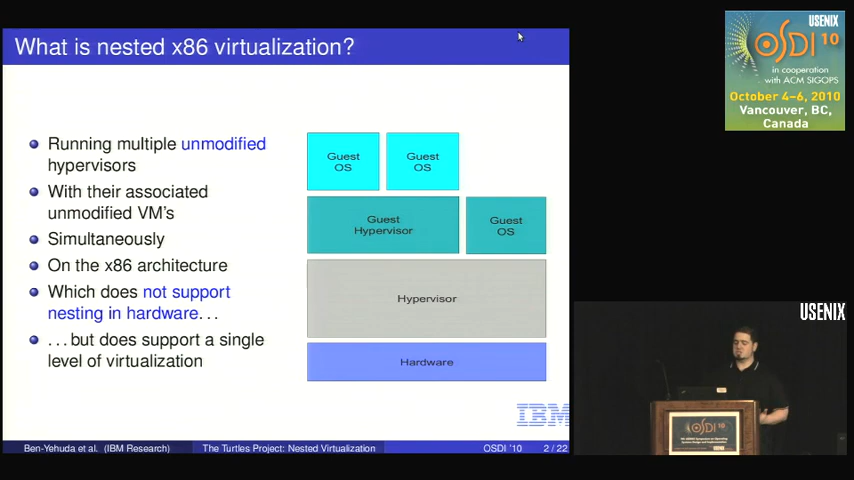 What is nested x86 virtualization?
Running multiple unmodified
hypervisors
With their associated
unmodified VM's
Simultaneously
On the x86 architecture
Which does not support
nesting in hardware...
...but does support a single
level of virtualization
Guest
OS
Guest
OS
Guest
Hypervisor
Guest
OS
Hypervisor
Hardware
IBM
Ben-Yehuda et al. (IBM Research)
The Turtles Project: Nested Virtualization
OSDI '10
2 / 22
USENIX
OSDI 10
in cooperation
with ACM SIGOPS
October 4–6, 2010
Vancouver, BC,
Canada
USENIX
OSDI 10